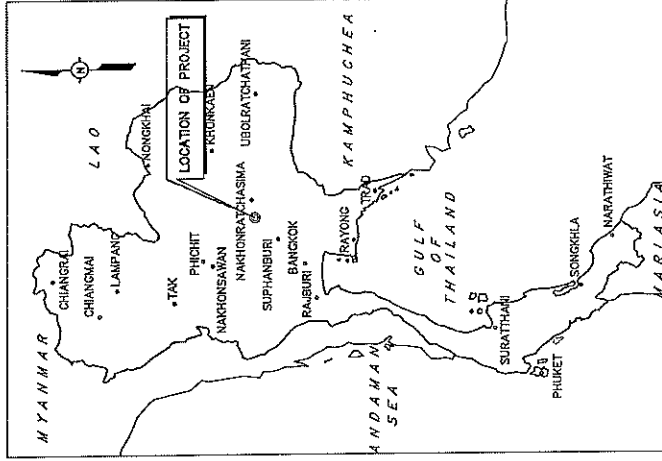 MYANMAR
LAO
CHIANGRAI
CHIANGMAI
LAMPANG
NONGKHAI
LOCATION OF PROJECT
TAK
PHICHIT
KHONKAEN
NAKHONSAWAN
NAKHONRATCHASIMA
UBOLRATCHATHANI
SUPHANBURI
BANGKOK
RAJBURI
KAMPHUCHEA
RAYONG
TRAD
GULF
OF
THAILAND
ANDAMAN
SEA
SURATTHANI
PHUKET
SONGKHLA
NARATHIWAT
MARIASIA
N